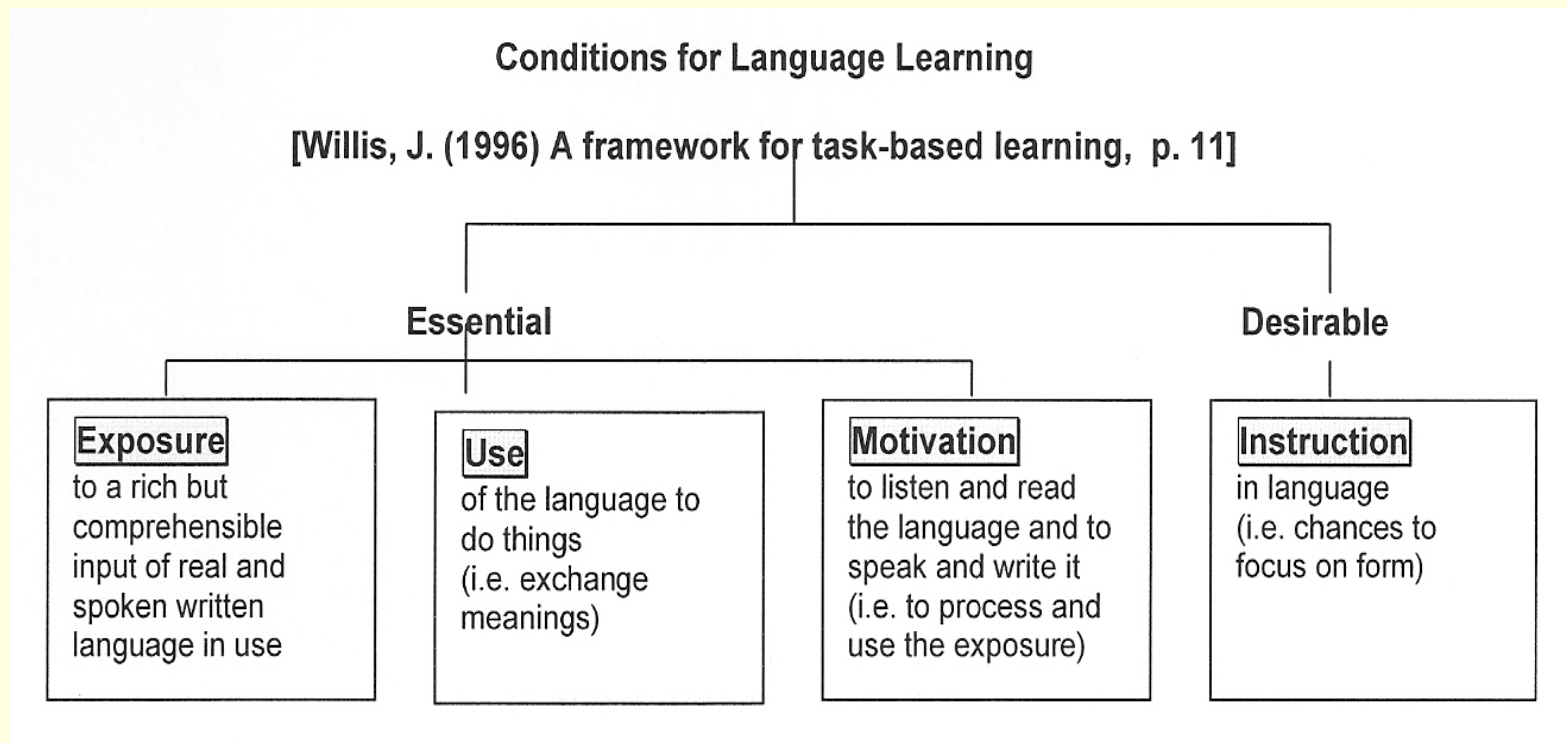 Conditions for Language Learning
[Willis, J. (1996) A framework for task-based learning, p. 11]
Essential
Desirable
Exposure
to a rich but
comprehensible
input of real and
spoken written
language in use
Use
of the language to
do things
(i.e. exchange
meanings)
Motivation
to listen and read
the language and to
speak and write it
(i.e. to process and
use the exposure)
Instruction
in language
(i.e. chances to
focus on form)